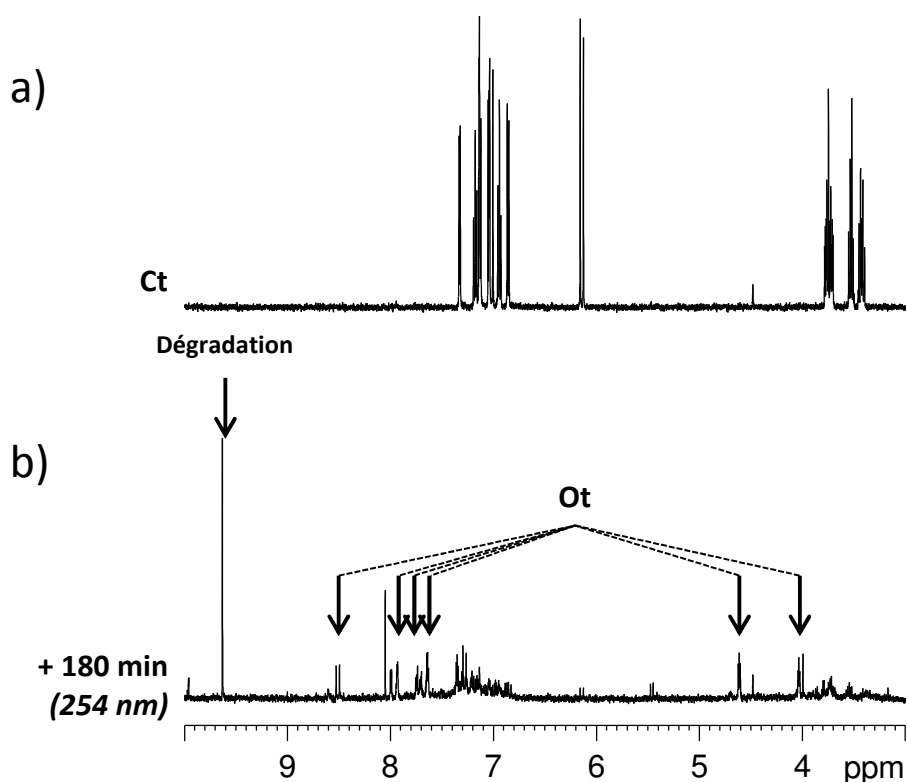 a)
Ct
Dégradation
b)
Ot
+ 180 min
(254 nm)
9 8 7 6 5 4 ppm